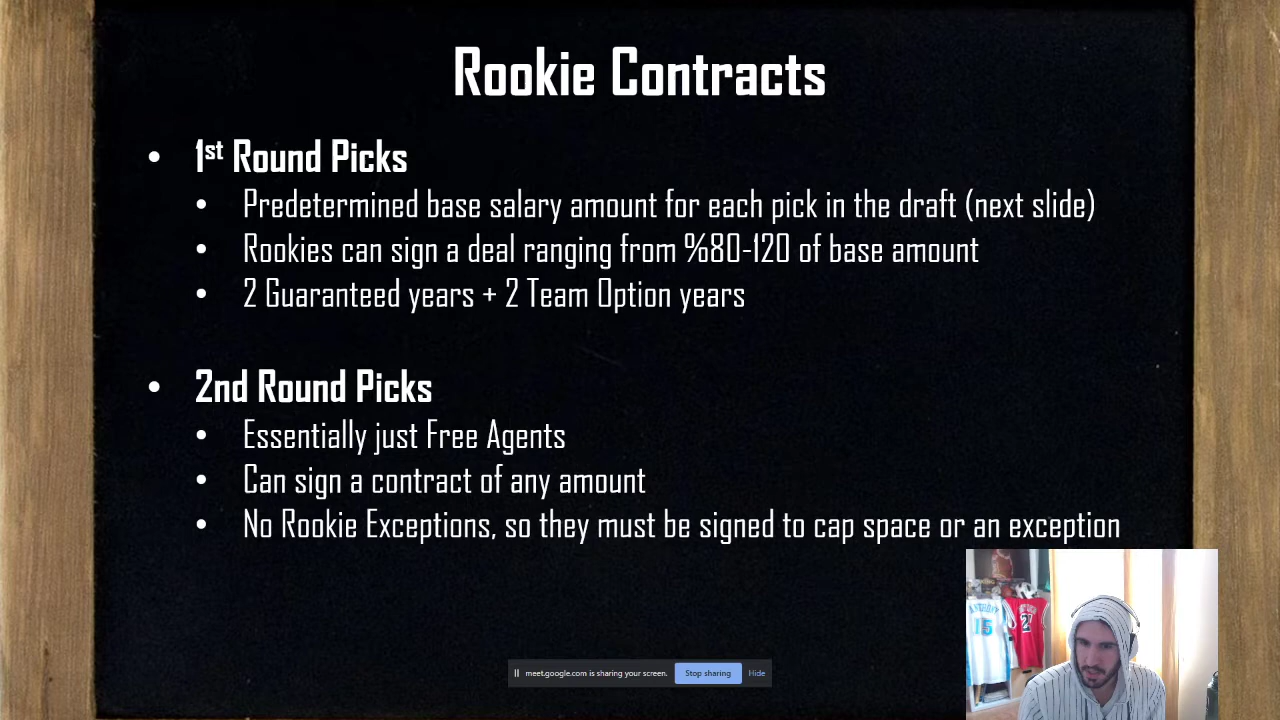 Rookie Contracts
• 1st Round Picks
• Predetermined base salary amount for each pick in the draft (next slide)
• Rookies can sign a deal ranging from %80-120 of base amount
• 2 Guaranteed years + 2 Team Option years
• 2nd Round Picks
• Essentially just Free Agents
• Can sign a contract of any amount
• No Rookie Exceptions, so they must be signed to cap space or an exception
15
meet.google.com is sharing your screen. Stop sharing Hide